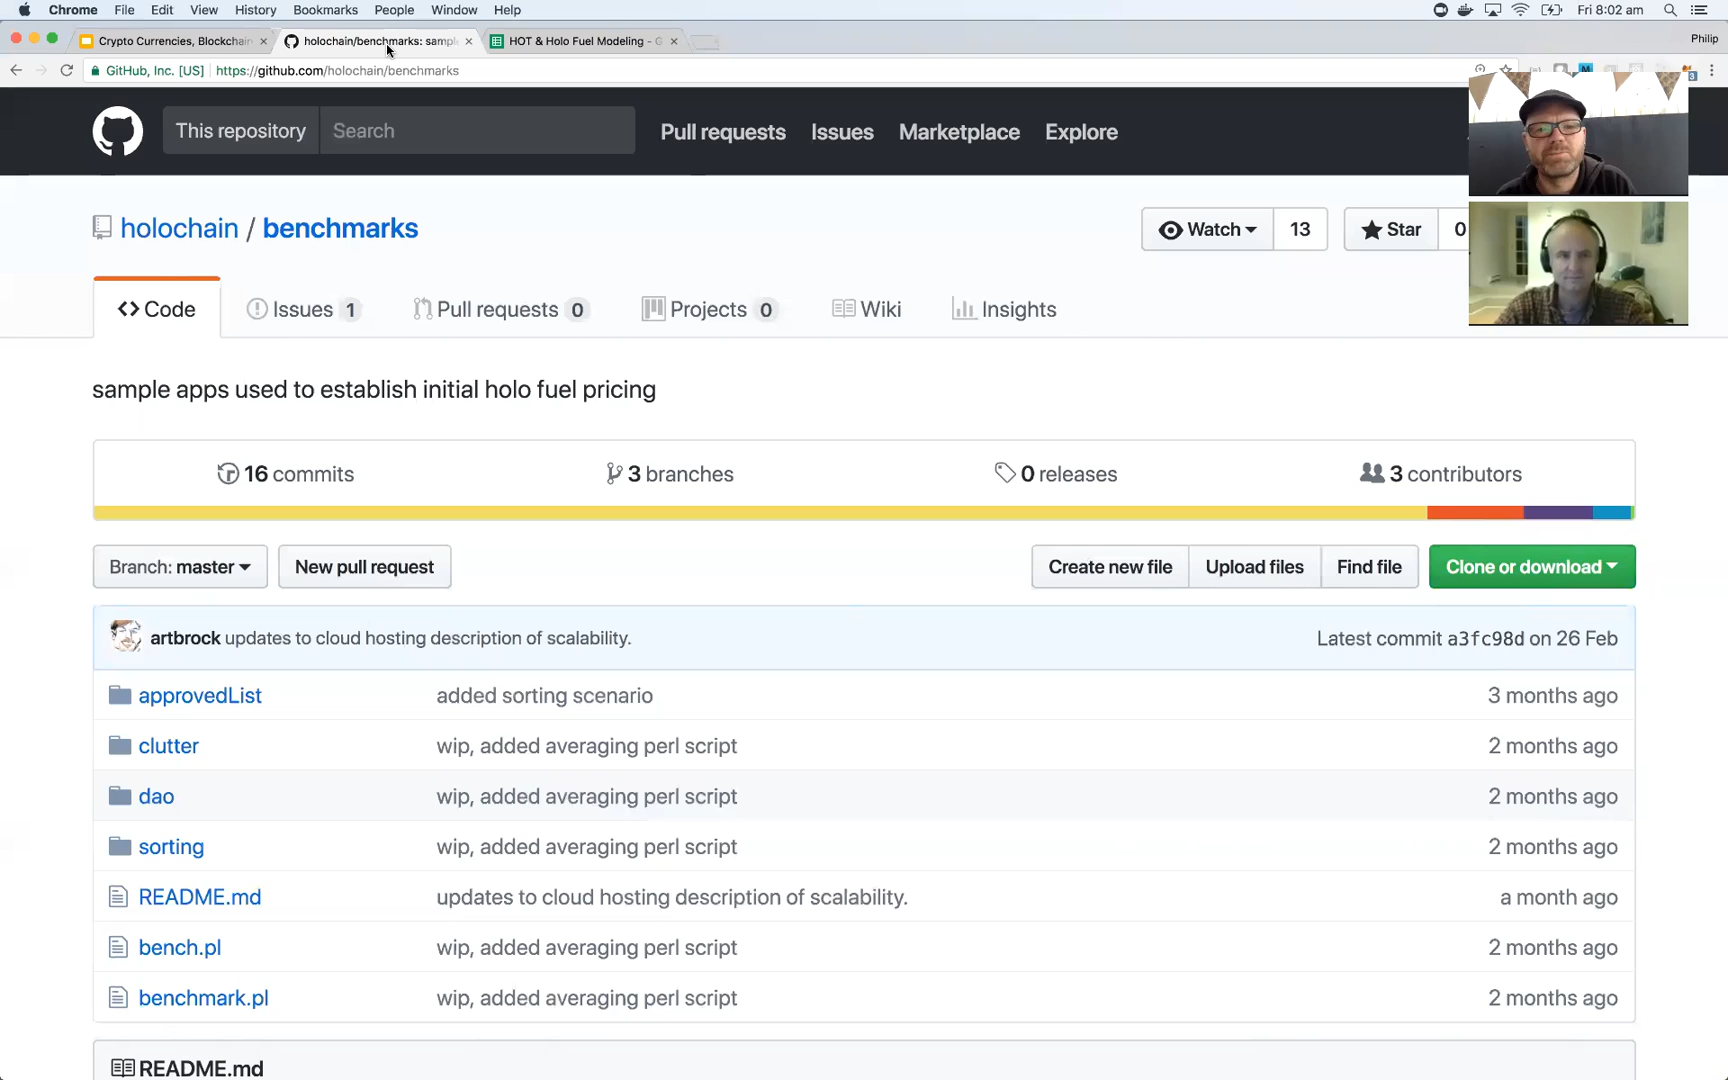 Chrome File Edit View History Bookmarks People Window Help Fri 8:02 am
Crypto Currencies, Blockchain holochain/benchmarks: sampl HOT & Holo Fuel Modeling - G Philip
GitHub, Inc. [US] https://github.com/holochain/benchmarks
This repository Search Pull requests Issues Marketplace Explore
holochain / benchmarks Watch 13 Star 0
Code Issues 1 Pull requests 0 Projects 0 Wiki Insights
sample apps used to establish initial holo fuel pricing
16 commits 3 branches 0 releases 3 contributors
Branch: master New pull request Create new file Upload files Find file Clone or download
artbrock updates to cloud hosting description of scalability. Latest commit a3fc98d on 26 Feb
approvedList added sorting scenario 3 months ago
clutter wip, added averaging perl script 2 months ago
dao wip, added averaging perl script 2 months ago
sorting wip, added averaging perl script 2 months ago
README.md updates to cloud hosting description of scalability. a month ago
bench.pl wip, added averaging perl script 2 months ago
benchmark.pl wip, added averaging perl script 2 months ago
README.md